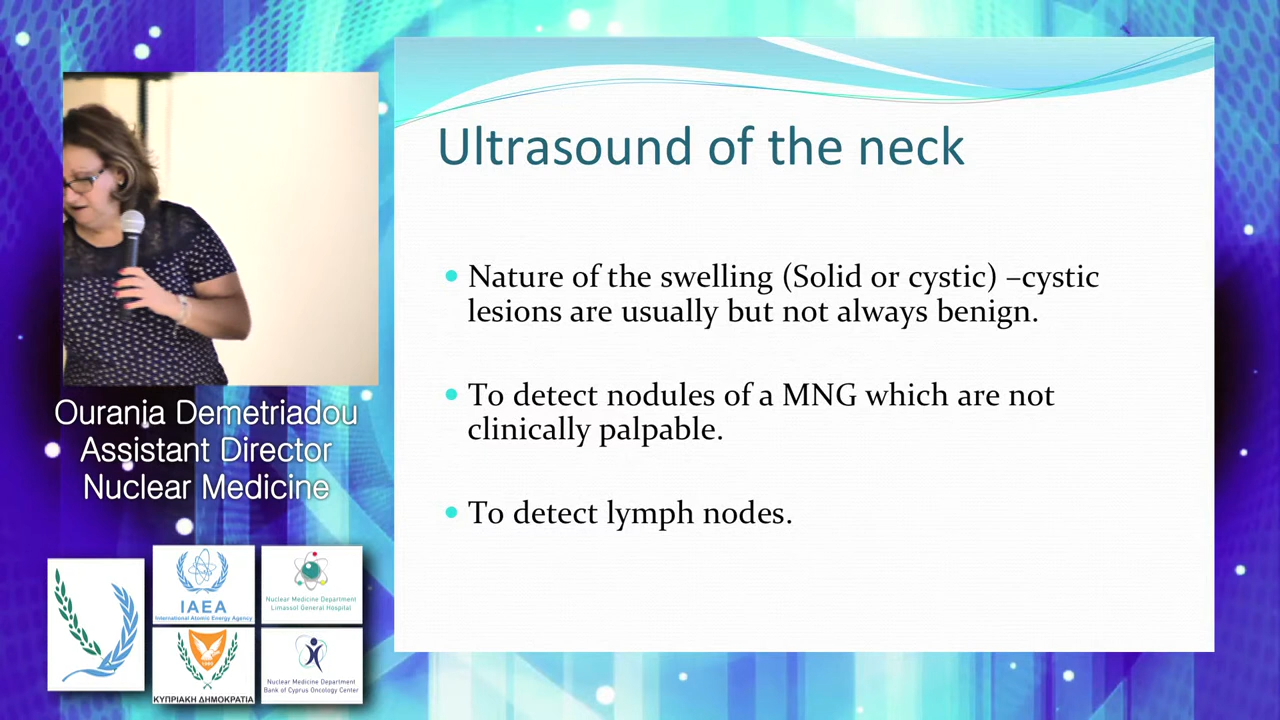 Ultrasound of the neck
Nature of the swelling (Solid or cystic) –cystic
lesions are usually but not always benign.
To detect nodules of a MNG which are not
clinically palpable.
To detect lymph nodes.
Ourania Demetriadou
Assistant Director
Nuclear Medicine
IAEA
International Atomic Energy Agency
Nuclear Medicine Department
Limassol General Hospital
1960
ΚΥΠΡΙΑΚΗ ΔΗΜΟΚΡΑΤΙΑ
Nuclear Medicine Department
Bank of Cyprus Oncology Center